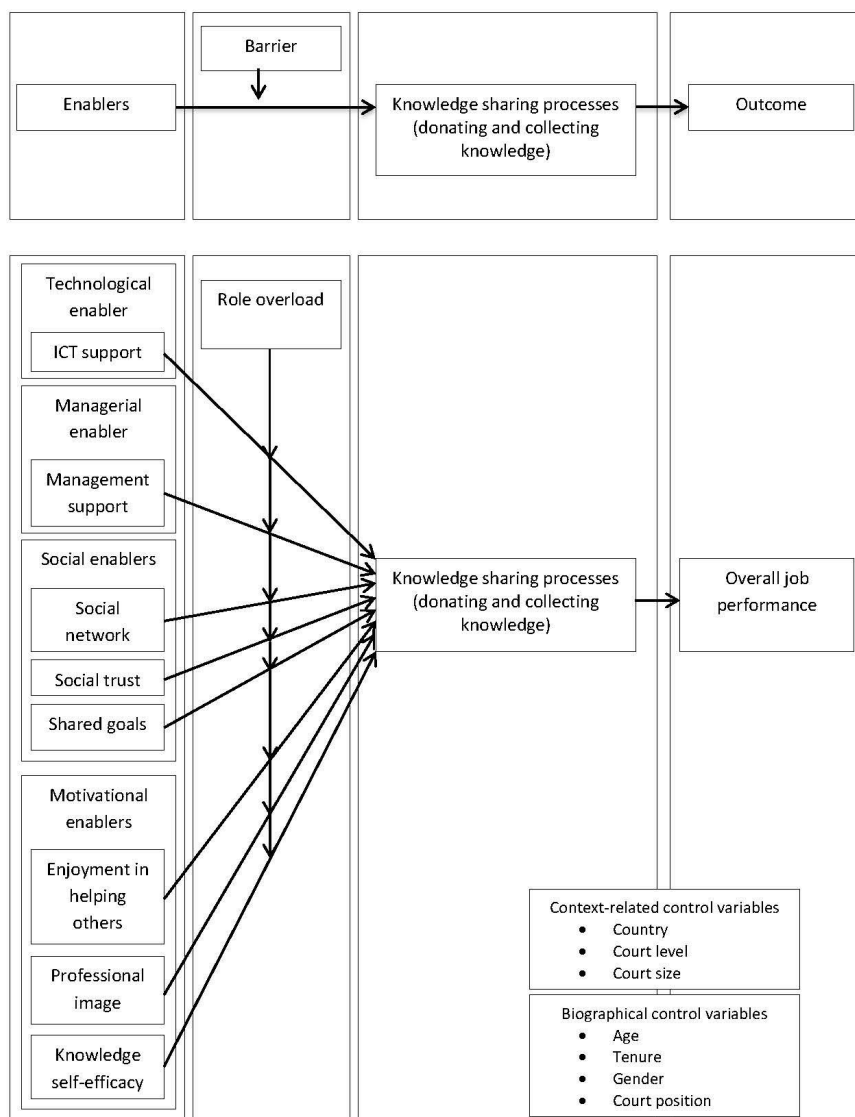 Barrier
Enablers
Knowledge sharing processes
(donating and collecting
knowledge)
Outcome
Technological
enabler
ICT support
Managerial
enabler
Management
support
Social enablers
Social
network
Social trust
Shared goals
Motivational
enablers
Enjoyment in
helping
others
Professional
image
Knowledge
self-efficacy
Role overload
Knowledge sharing processes
(donating and collecting
knowledge)
Overall job
performance
Context-related control variables
• Country
• Court level
• Court size
Biographical control variables
• Age
• Tenure
• Gender
• Court position